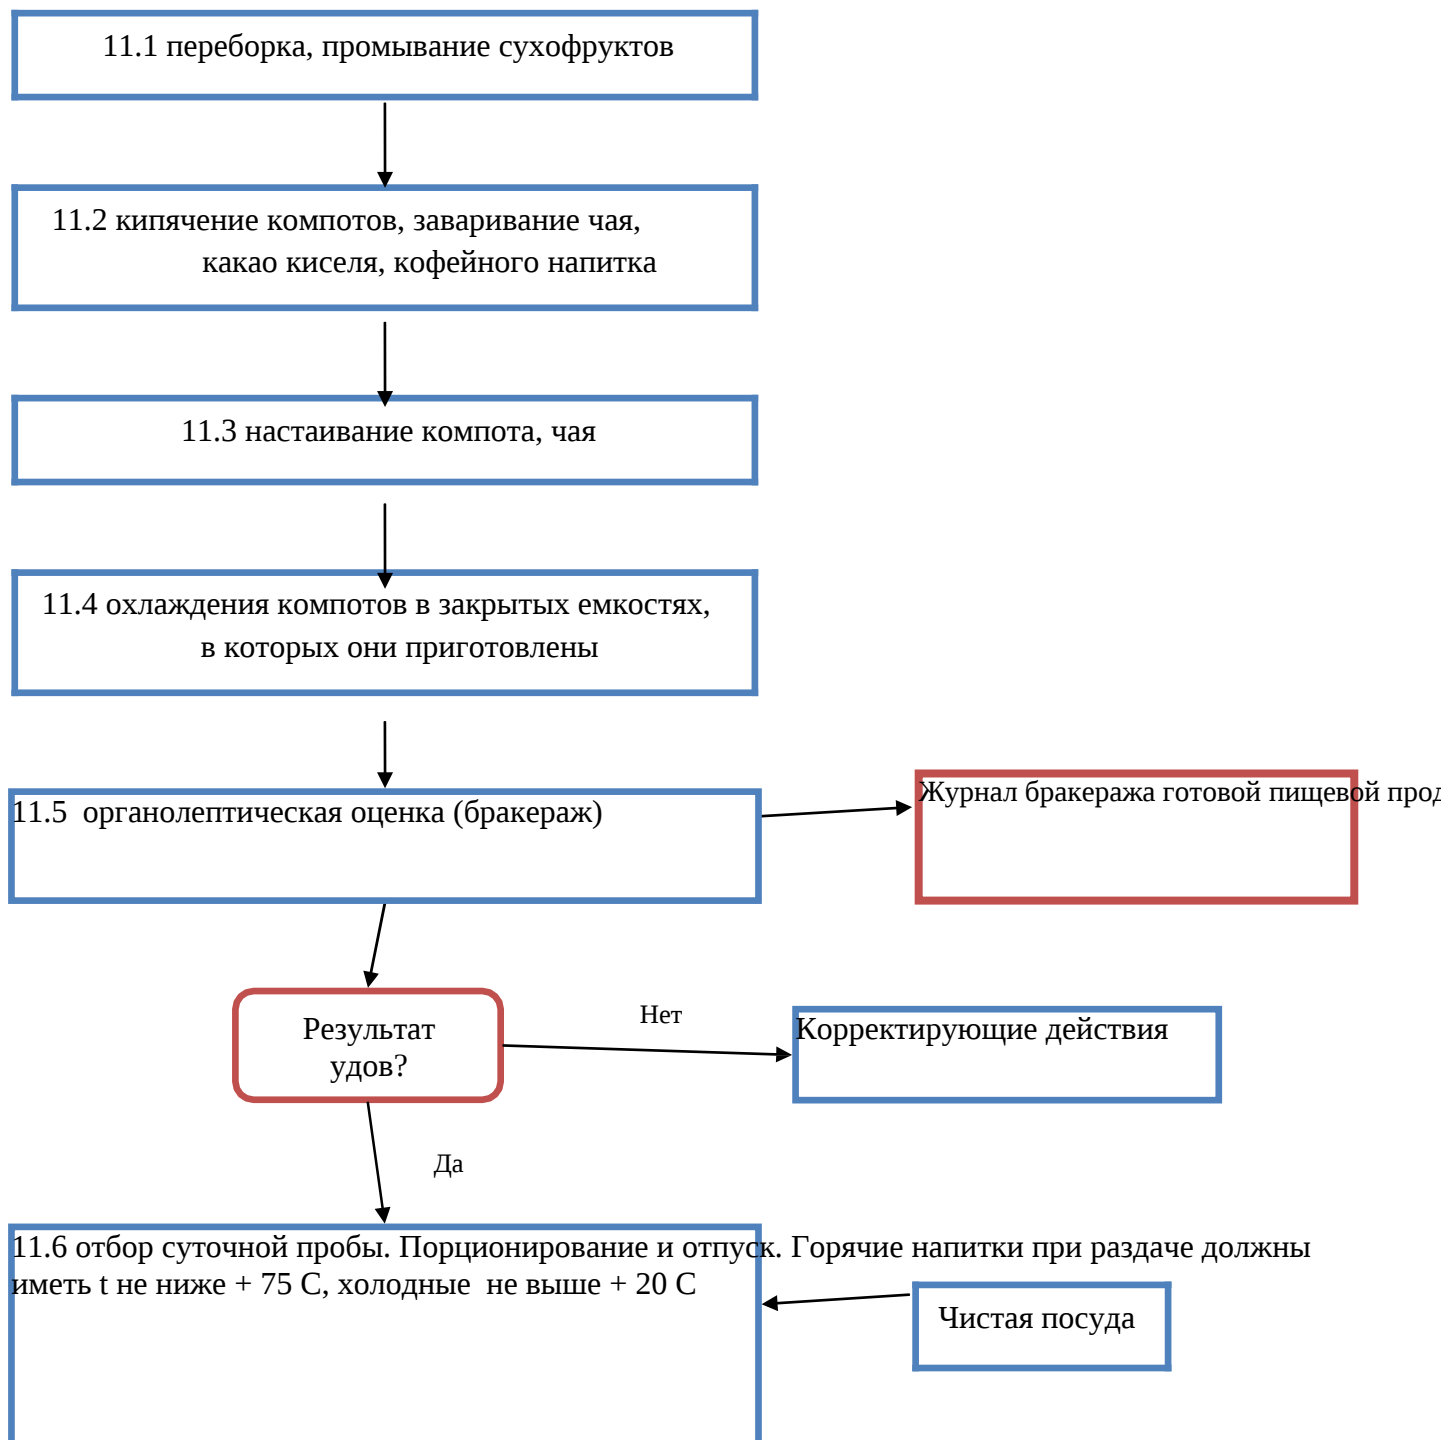 11.1 переборка, промывание сухофруктов
11.2 кипячение компотов, заваривание чая,
какао киселя, кофейного напитка
11.3 настаивание компота, чая
11.4 охлаждения компотов в закрытых емкостях,
в которых они приготовлены
11.5  органолептическая оценка (бракераж)
Журнал бракеража готовой пищевой прод
Результат
удов?
Нет
Корректирующие действия
Да
11.6 отбор суточной пробы. Порционирование и отпуск. Горячие напитки при раздаче должны
иметь t не ниже + 75 С, холодные  не выше + 20 С
Чистая посуда